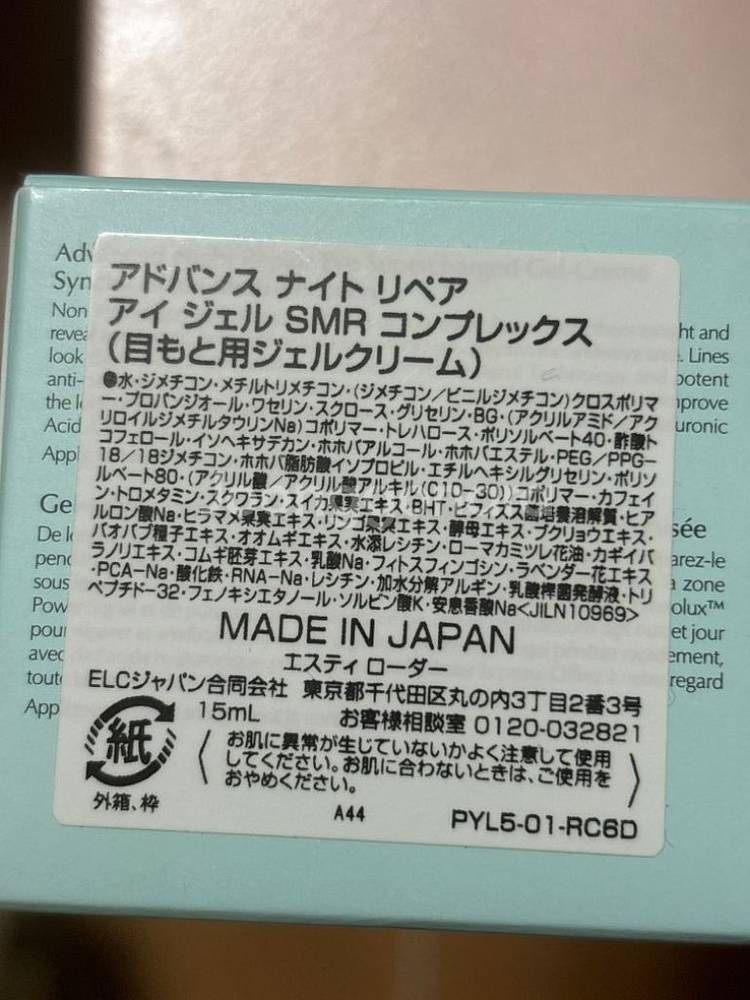 アドバンス ナイト リペア
アイ ジェル SMR コンプレックス
(目もと用ジェルクリーム)
●水・ジメチコン・メチルトリメチコン・(ジメチコン/ビニルジメチコン)クロスポリマ
ー・プロパンジオール・ワセリン・スクロース・グリセリン・BG・(アクリルアミド/アク
リロイルジメチルタウリンNa)コポリマー・トレハロース・ポリソルベート40・酢酸ト
コフェロール・イソヘキサデカン・ホホバアルコール・ホホバエステル・PEG/PPG-
18/18ジメチコン・ホホバ脂肪酸イソプロピル・エチルヘキシルグリセリン・ポリソ
ルベート80・(アクリル酸/アクリル酸アルキル(C10-30))コポリマー・カフェイ
ン・トロメタミン・スクワラン・スイカ果実エキス・BHT・ビフィズス菌培養溶解質・ヒア
ルロン酸Na・ヒラマメ果実エキス・リンゴ果実エキス・酵母エキス・ブクリョウエキス・
バオバブ種子エキス・オオムギエキス・水添レシチン・ローマカミツレ花油・カギイバ
ラノリエキス・コムギ胚芽エキス・乳酸Na・フィトスフィンゴシン・ラベンダー花エキス
・PCA-Na・酸化鉄・RNA-Na・レシチン・加水分解アルギン・乳酸桿菌発酵液・トリ
ペプチド-32・フェノキシエタノール・ソルビン酸K・安息香酸Na<JILN10969>
MADE IN JAPAN
エスティ ローダー
ELCジャパン合同会社 東京都千代田区丸の内3丁目2番3号
15mL お客様相談室 0120-032821
紙
外箱、枠
お肌に異常が生じていないかよく注意して使用
してください。お肌に合わないときは、ご使用を
おやめください。
A44 PYL5-01-RC6D
Non
look
anti-
ht and
. Lines
potent
uronic
Acid
De l
sous
pour
avec
a zone
et jour
regard